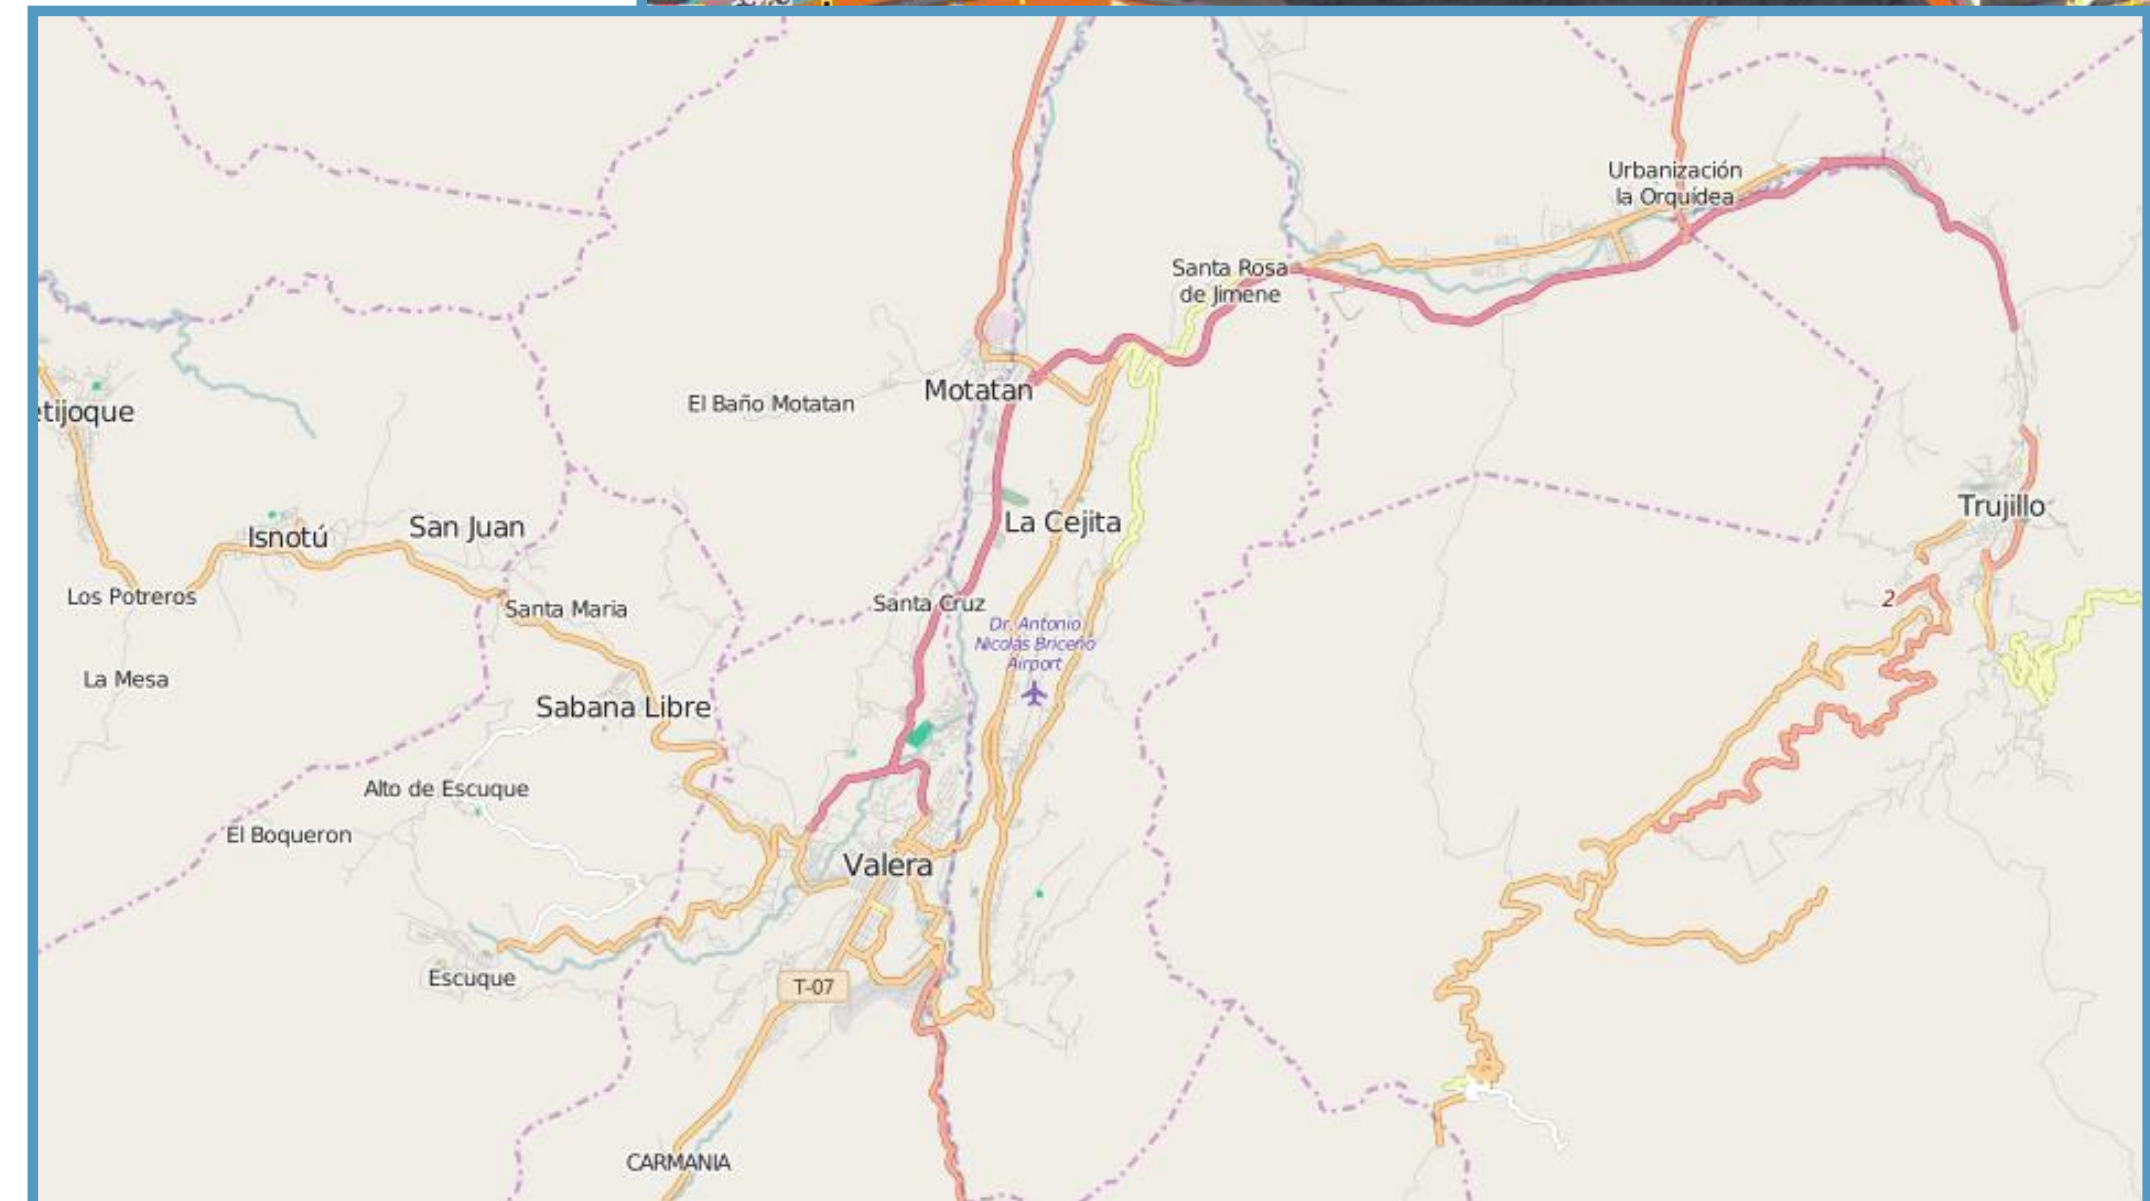 Urbanización
la Orquídea
Santa Rosa
de Jimene
Motatan
El Baño Motatan
etijoque
Trujillo
La Cejita
San Juan
Isnotú
Los Potreros
2
Santa Maria
Santa Cruz
Dr. Antonio
Nicolás Briceño
Airport
La Mesa
Sabana Libre
Alto de Escuque
El Boqueron
Valera
Escuque
T-07
CARMANIA